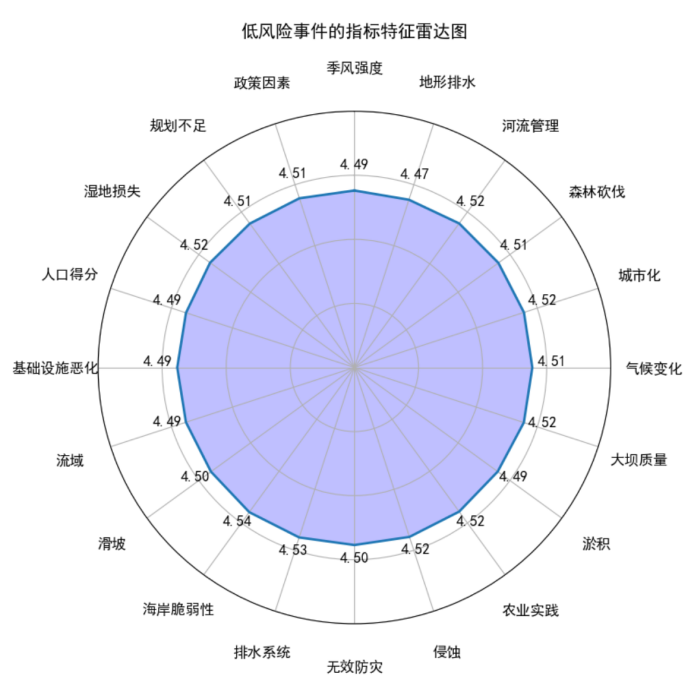 低风险事件的指标特征雷达图
季风强度
政策因素
地形排水
规划不足
河流管理
4.49
4.51
4.47
湿地损失
森林砍伐
4.51
4.52
4.52
4.51
人口得分
城市化
4.49
4.52
基础设施恶化
4.49
4.51
气候变化
4.49
4.52
流域
大坝质量
4.50
4.49
4.54
4.52
滑坡
淤积
4.53
4.50
4.52
海岸脆弱性
农业实践
排水系统
侵蚀
无效防灾